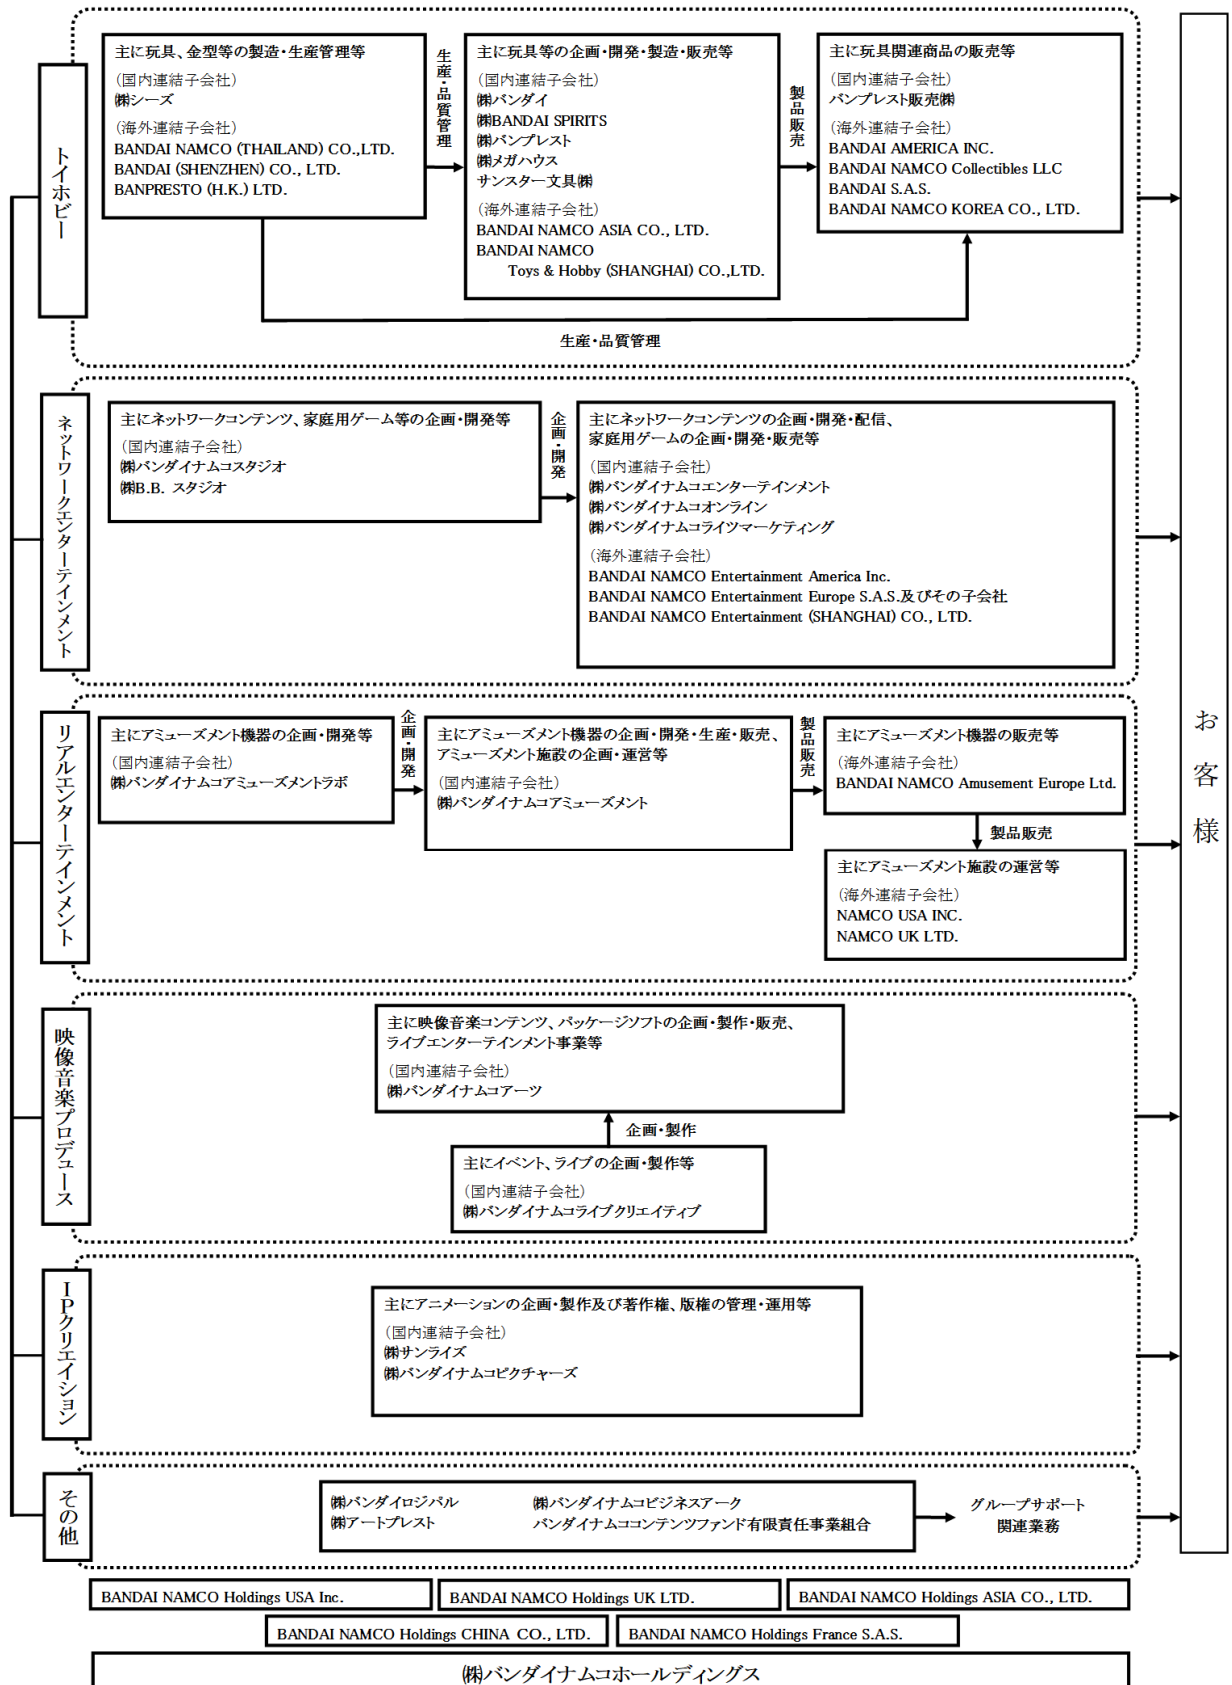 トイホビー
主に玩具、金型等の製造・生産管理等
(国内連結子会社)
㈱シーズ
(海外連結子会社)
BANDAI NAMCO (THAILAND) CO.,LTD.
BANDAI (SHENZHEN) CO., LTD.
BANPRESTO (H.K.) LTD.
生産・品質管理
主に玩具等の企画・開発・製造・販売等
(国内連結子会社)
㈱バンダイ
㈱BANDAI SPIRITS
㈱バンプレスト
㈱メガハウス
サンスター文具㈱
(海外連結子会社)
BANDAI NAMCO ASIA CO., LTD.
BANDAI NAMCO
Toys & Hobby (SHANGHAI) CO.,LTD.
製品販売
主に玩具関連商品の販売等
(国内連結子会社)
バンプレスト販売㈱
(海外連結子会社)
BANDAI AMERICA INC.
BANDAI NAMCO Collectibles LLC
BANDAI S.A.S.
BANDAI NAMCO KOREA CO., LTD.
生産・品質管理
ネットワークエンターテインメント
主にネットワークコンテンツ、家庭用ゲーム等の企画・開発等
(国内連結子会社)
㈱バンダイナムコスタジオ
㈱B.B. スタジオ
企画・開発
主にネットワークコンテンツの企画・開発・配信、
家庭用ゲームの企画・開発・販売等
(国内連結子会社)
㈱バンダイナムコエンターテインメント
㈱バンダイナムコオンライン
㈱バンダイナムコライツマーケティング
(海外連結子会社)
BANDAI NAMCO Entertainment America Inc.
BANDAI NAMCO Entertainment Europe S.A.S.及びその子会社
BANDAI NAMCO Entertainment (SHANGHAI) CO., LTD.
リアルエンターテインメント
主にアミューズメント機器の企画・開発等
(国内連結子会社)
㈱バンダイナムコアミューズメントラボ
企画・開発
主にアミューズメント機器の企画・開発・生産・販売、
アミューズメント施設の企画・運営等
(国内連結子会社)
㈱バンダイナムコアミューズメント
製品販売
主にアミューズメント機器の販売等
(海外連結子会社)
BANDAI NAMCO Amusement Europe Ltd.
製品販売
主にアミューズメント施設の運営等
(海外連結子会社)
NAMCO USA INC.
NAMCO UK LTD.
映像音楽プロデュース
主に映像音楽コンテンツ、パッケージソフトの企画・製作・販売、
ライブエンターテインメント事業等
(国内連結子会社)
㈱バンダイナムコアーツ
企画・製作
主にイベント、ライブの企画・製作等
(国内連結子会社)
㈱バンダイナムコライブクリエイティブ
IPクリエイション
主にアニメーションの企画・製作及び著作権、版権の管理・運用等
(国内連結子会社)
㈱サンライズ
㈱バンダイナムコピクチャーズ
その他
㈱バンダイロジパル
㈱バンダイナムコビジネスアーク
㈱アートプレスト
バンダイナムココンテンツファンド有限責任事業組合
グループサポート
関連業務
お客様
BANDAI NAMCO Holdings USA Inc.
BANDAI NAMCO Holdings UK LTD.
BANDAI NAMCO Holdings ASIA CO., LTD.
BANDAI NAMCO Holdings CHINA CO., LTD.
BANDAI NAMCO Holdings France S.A.S.
㈱バンダイナムコホールディングス